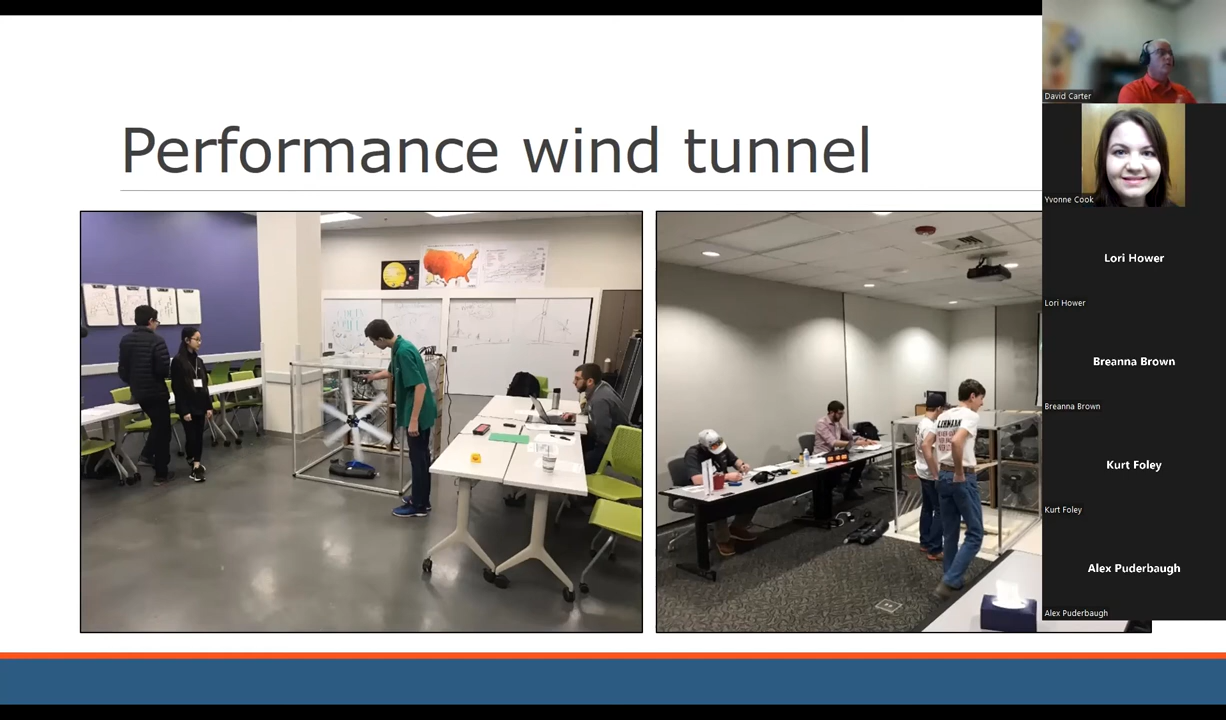 Performance wind tunnel
David Carter
Yvonne Cook
Lori Hower
Lori Hower
Breanna Brown
Breanna Brown
Kurt Foley
Kurt Foley
Alex Puderbaugh
Alex Puderbaugh